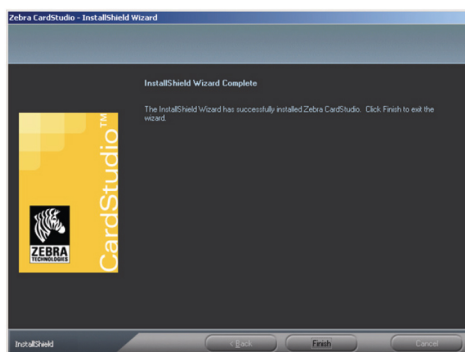 Zebra CardStudio - InstallShield Wizard
InstallShield Wizard Complete
The InstallShield Wizard has successfully installed Zebra CardStudio. Click Finish to exit the
wizard.
CardStudio™
ZEBRA
TECHNOLOGIES
InstallShield
< Back
Finish
Cancel